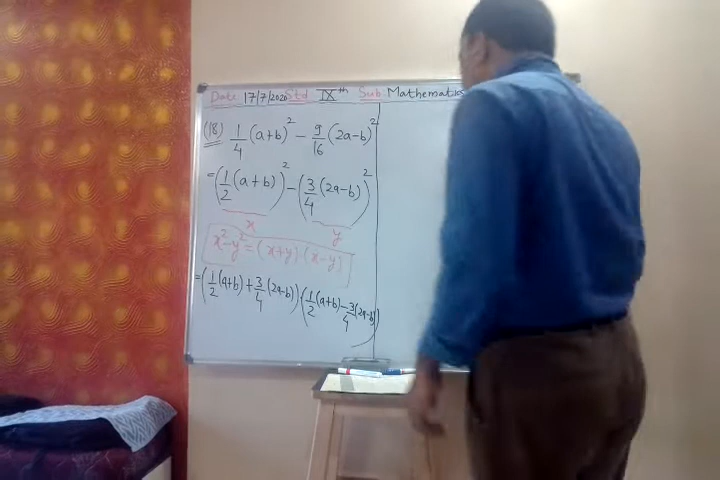 Date 17/7/2020 Std IXth Sub Mathematics
(18) 1/4 (a+b)² − 9/16 (2a−b)²
= (1/2 (a+b))² − (3/4 (2a−b))²
x y
x²−y² = (x+y) (x−y)
= (1/2 (a+b) + 3/4 (2a−b)) (1/2 (a+b) − 3/4 (2a−b))